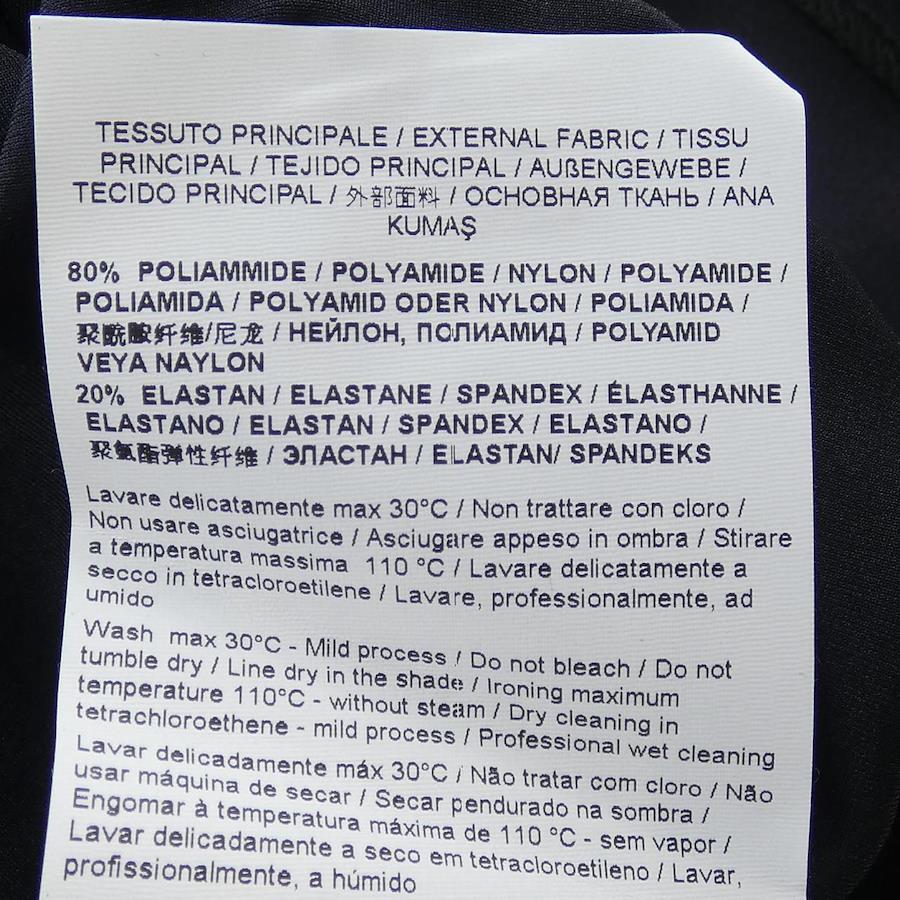 TESSUTO PRINCIPALE / EXTERNAL FABRIC / TISSU
PRINCIPAL / TEJIDO PRINCIPAL / AUßENGEWEBE /
TECIDO PRINCIPAL / 外部面料 / ОСНОВНАЯ ТКАНЬ / ANA
KUMAŞ
80% POLIAMMIDE / POLYAMIDE / NYLON / POLYAMIDE /
POLIAMIDA / POLYAMID ODER NYLON / POLIAMIDA /
聚酰胺纤维/尼龙 / НЕЙЛОН, ПОЛИАМИД / POLYAMID
VEYA NAYLON
20% ELASTAN / ELASTANE / SPANDEX / ÉLASTHANNE /
ELASTANO / ELASTAN / SPANDEX / ELASTANO /
聚氨酯弹性纤维 / ЭЛАСТАН / ELASTAN/ SPANDEKS
Lavare delicatamente max 30°C / Non trattare con cloro /
Non usare asciugatrice / Asciugare appeso in ombra / Stirare
a temperatura massima 110 °C / Lavare delicatamente a
secco in tetracloroetilene / Lavare, professionalmente, ad
umido
Wash max 30°C - Mild process / Do not bleach / Do not
tumble dry / Line dry in the shade / Ironing maximum
temperature 110°C - without steam / Dry cleaning in
tetrachloroethene - mild process / Professional wet cleaning
Lavar delicadamente máx 30°C / Não tratar com cloro / Não
usar máquina de secar / Secar pendurado na sombra /
Engomar à temperatura máxima de 110 °C - sem vapor /
Lavar delicadamente a seco em tetracloroetileno / Lavar,
profissionalmente, a húmido